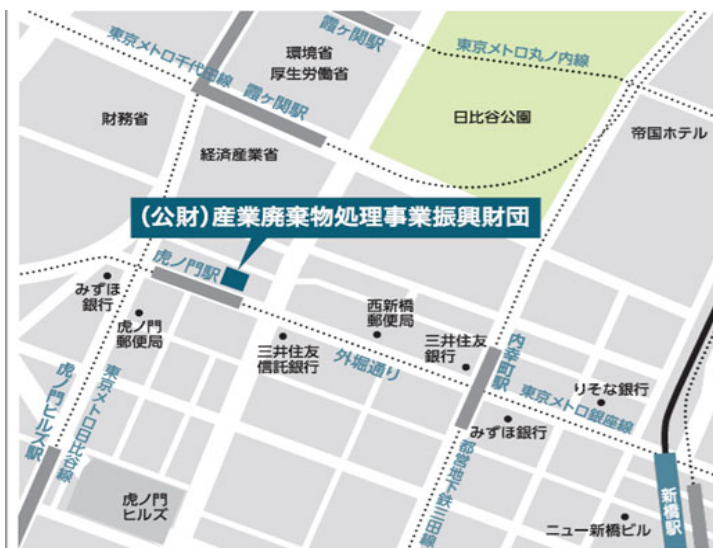 霞ヶ関駅
東京メトロ千代田線
環境省
厚生労働省
東京メトロ丸ノ内線
霞ヶ関駅
財務省
日比谷公園
帝国ホテル
経済産業省
(公財)産業廃棄物処理事業振興財団
虎ノ門駅
みずほ
銀行
虎ノ門
郵便局
西新橋
郵便局
三井住友
信託銀行
外堀通り
三井住友
銀行
内幸町駅
りそな銀行
東京メトロ銀座線
みずほ銀行
虎ノ門ヒルズ駅
東京メトロ日比谷線
都営地下鉄三田線
虎ノ門
ヒルズ
新橋駅
ニュー新橋ビル